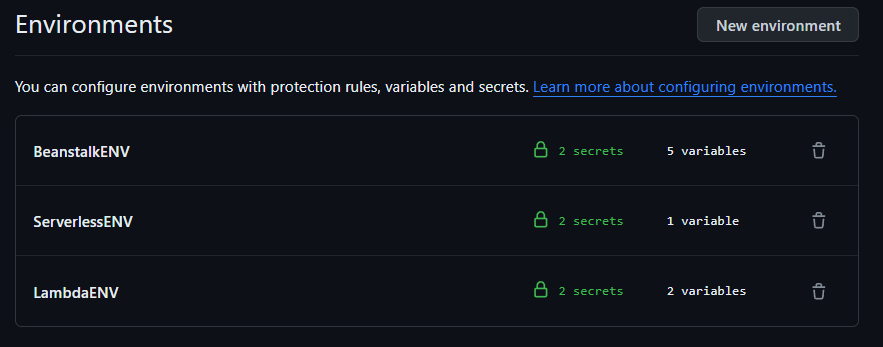 Environments
New environment
You can configure environments with protection rules, variables and secrets. Learn more about configuring environments.
BeanstalkENV 2 secrets 5 variables
ServerlessENV 2 secrets 1 variable
LambdaENV 2 secrets 2 variables